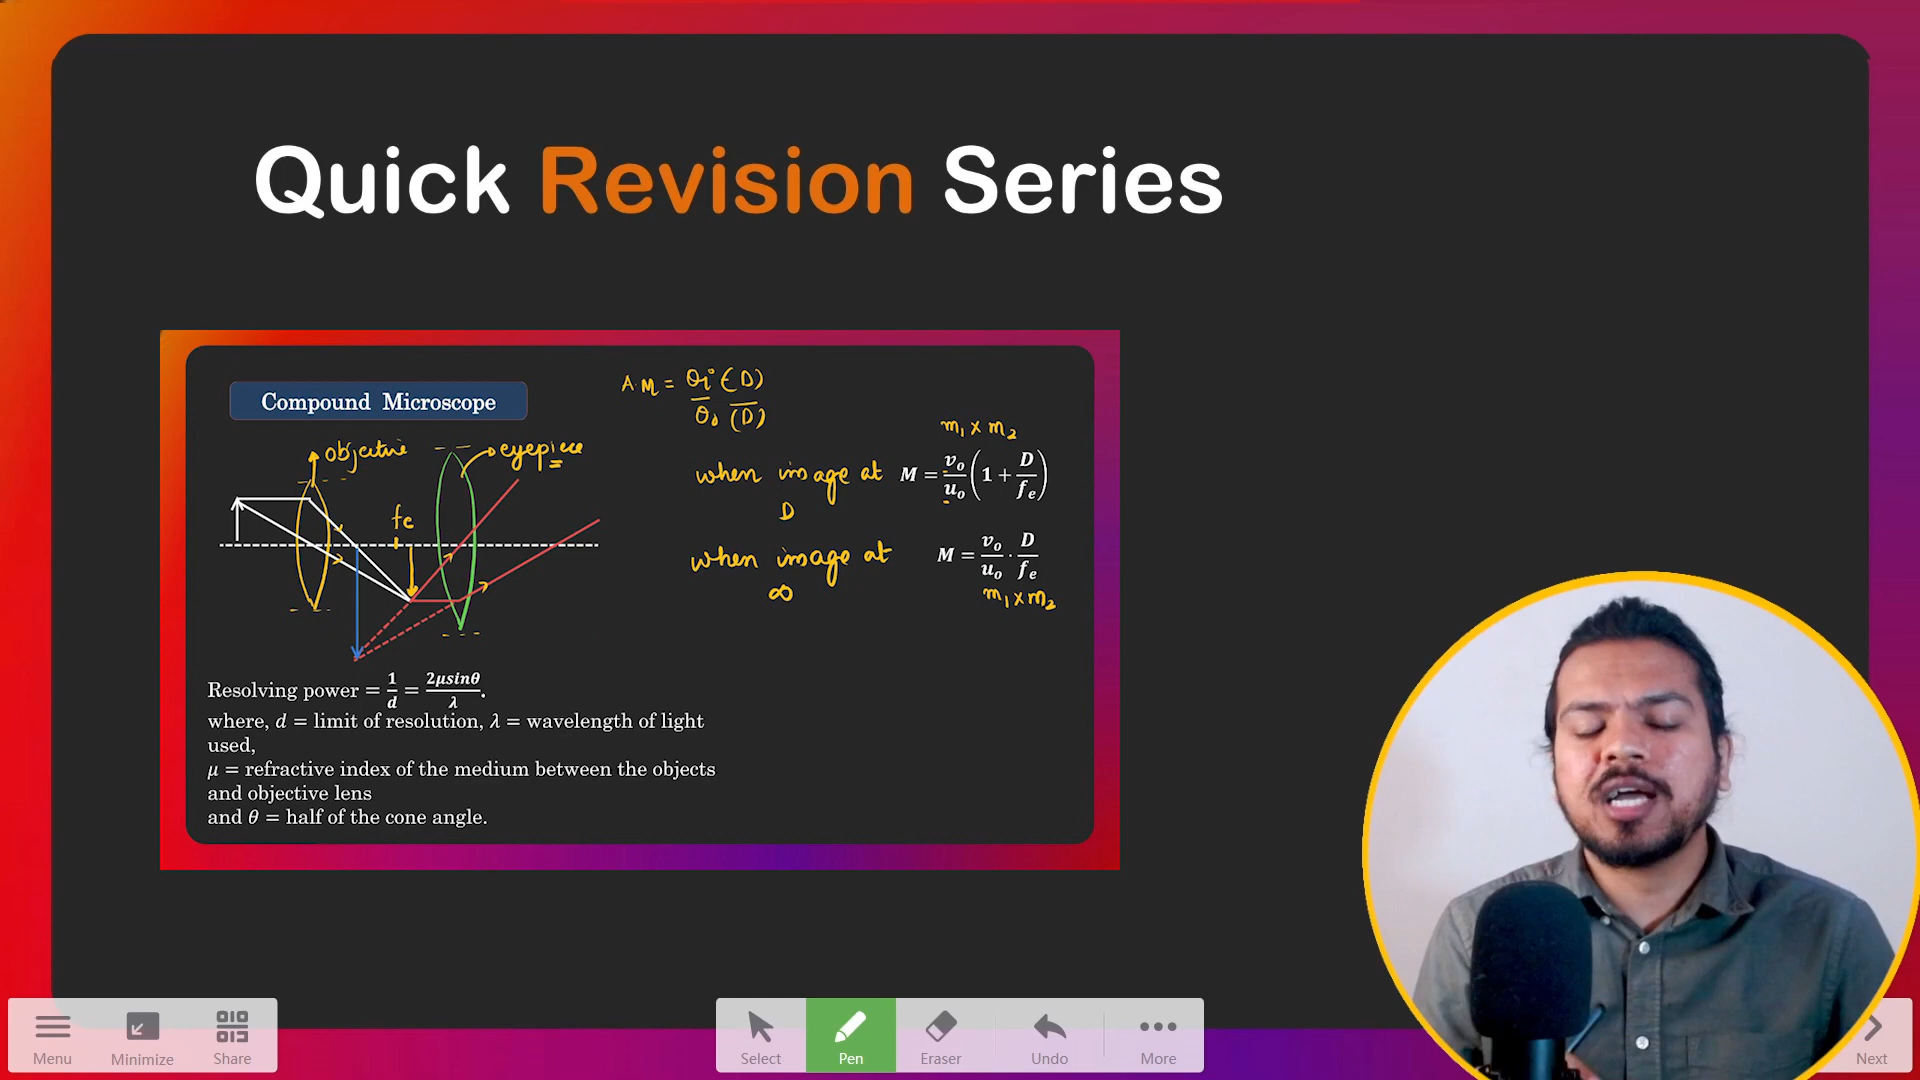 Quick Revision Series
Compound Microscope
A.M = θi (D) / θo (D)
objective
eyepiece
fe
m₁ × m₂
when image at D
M = v₀/u₀ (1 + D/fₑ)
when image at ∞
M = v₀/u₀ · D/fₑ
m₁ × m₂
Resolving power = 1/d = 2μsinθ/λ.
where, d = limit of resolution, λ = wavelength of light
used,
μ = refractive index of the medium between the objects
and objective lens
and θ = half of the cone angle.
Menu
Minimize
Share
Select
Pen
Eraser
Undo
More
Next